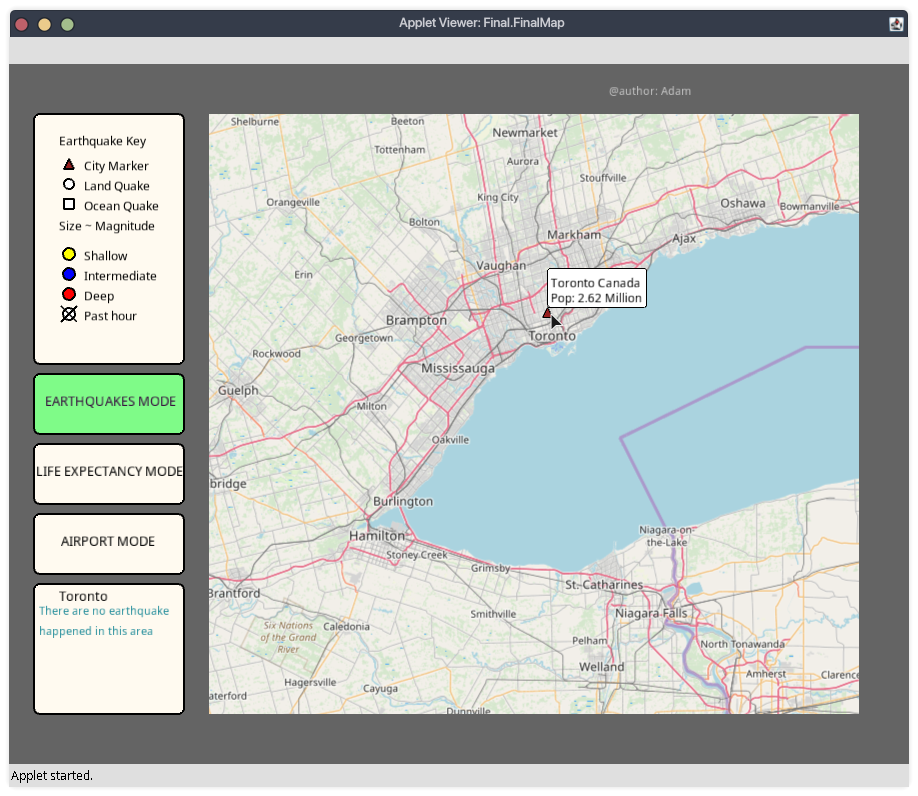 Applet Viewer: Final.FinalMap
@author: Adam
Earthquake Key
City Marker
Land Quake
Ocean Quake
Size ~ Magnitude
Shallow
Intermediate
Deep
Past hour
EARTHQUAKES MODE
LIFE EXPECTANCY MODE
AIRPORT MODE
Toronto
There are no earthquake
happened in this area
Shelburne
Beeton
Newmarket
Tottenham
Aurora
Stouffville
King City
Orangeville
Oshawa
Bowmanville
Bolton
Markham
Ajax
Vaughan
Erin
Toronto Canada
Pop: 2.62 Million
Brampton
Georgetown
Toronto
Rockwood
Mississauga
Guelph
Milton
Oakville
bridge
Burlington
Hamilton
Niagara-on-
the-Lake
Stoney Creek
Grimsby
St. Catharines
Brantford
Smithville
Niagara Falls
Six Nations
of the Grand
River
Caledonia
Pelham
North Tonawanda
Welland
Amherst
Clarence
Hagersville
Cayuga
aterford
Dunnville
Applet started.